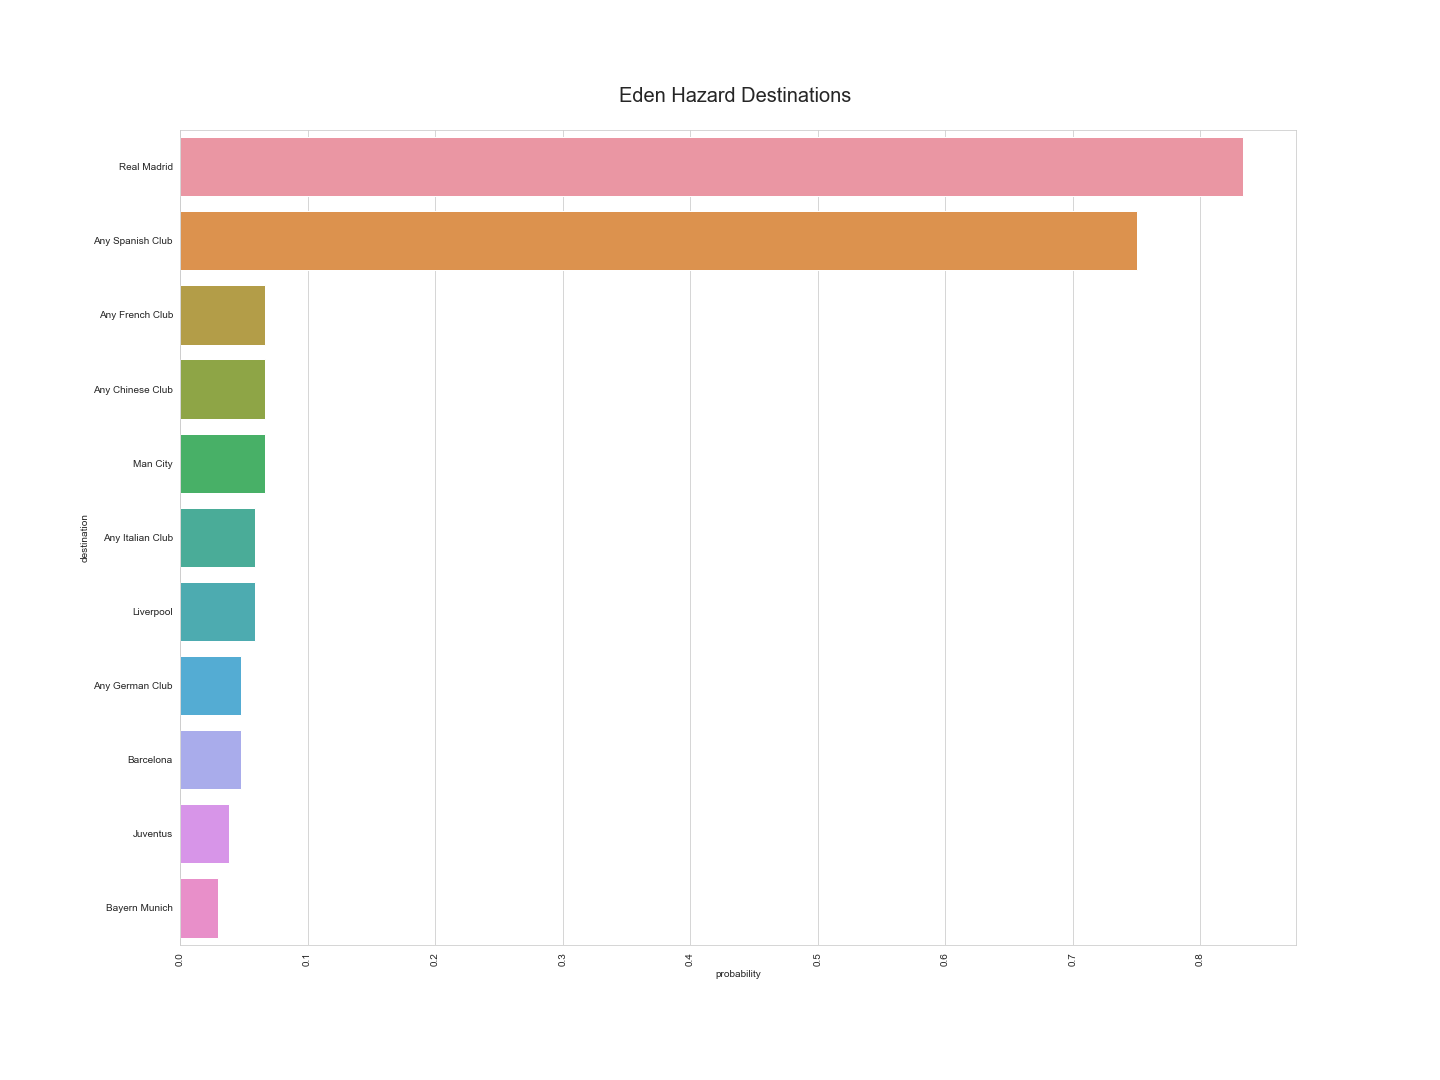 Eden Hazard Destinations
Real Madrid
Any Spanish Club
Any French Club
Any Chinese Club
Man City
Any Italian Club
Liverpool
Any German Club
Barcelona
Juventus
Bayern Munich
destination
0.0 0.1 0.2 0.3 0.4 0.5 0.6 0.7 0.8
probability